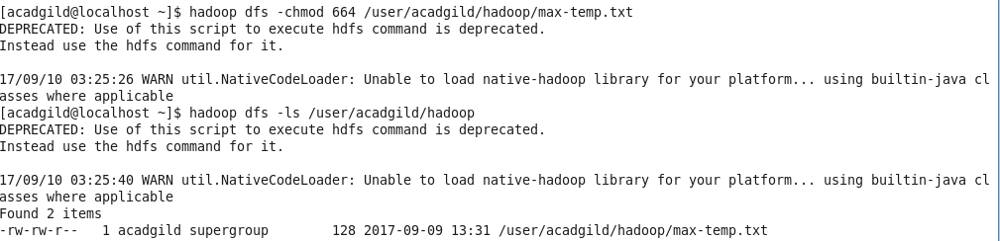 [acadgild@localhost ~]$ hadoop dfs -chmod 664 /user/acadgild/hadoop/max-temp.txt
DEPRECATED: Use of this script to execute hdfs command is deprecated.
Instead use the hdfs command for it.
17/09/10 03:25:26 WARN util.NativeCodeLoader: Unable to load native-hadoop library for your platform... using builtin-java cl
asses where applicable
[acadgild@localhost ~]$ hadoop dfs -ls /user/acadgild/hadoop
DEPRECATED: Use of this script to execute hdfs command is deprecated.
Instead use the hdfs command for it.
17/09/10 03:25:40 WARN util.NativeCodeLoader: Unable to load native-hadoop library for your platform... using builtin-java cl
asses where applicable
Found 2 items
-rw-rw-r--   1 acadgild supergroup        128 2017-09-09 13:31 /user/acadgild/hadoop/max-temp.txt